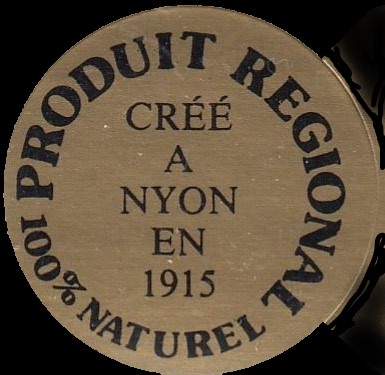 PRODUIT REGIONAL
100% NATUREL
CRÉÉ
A
NYON
EN
1915